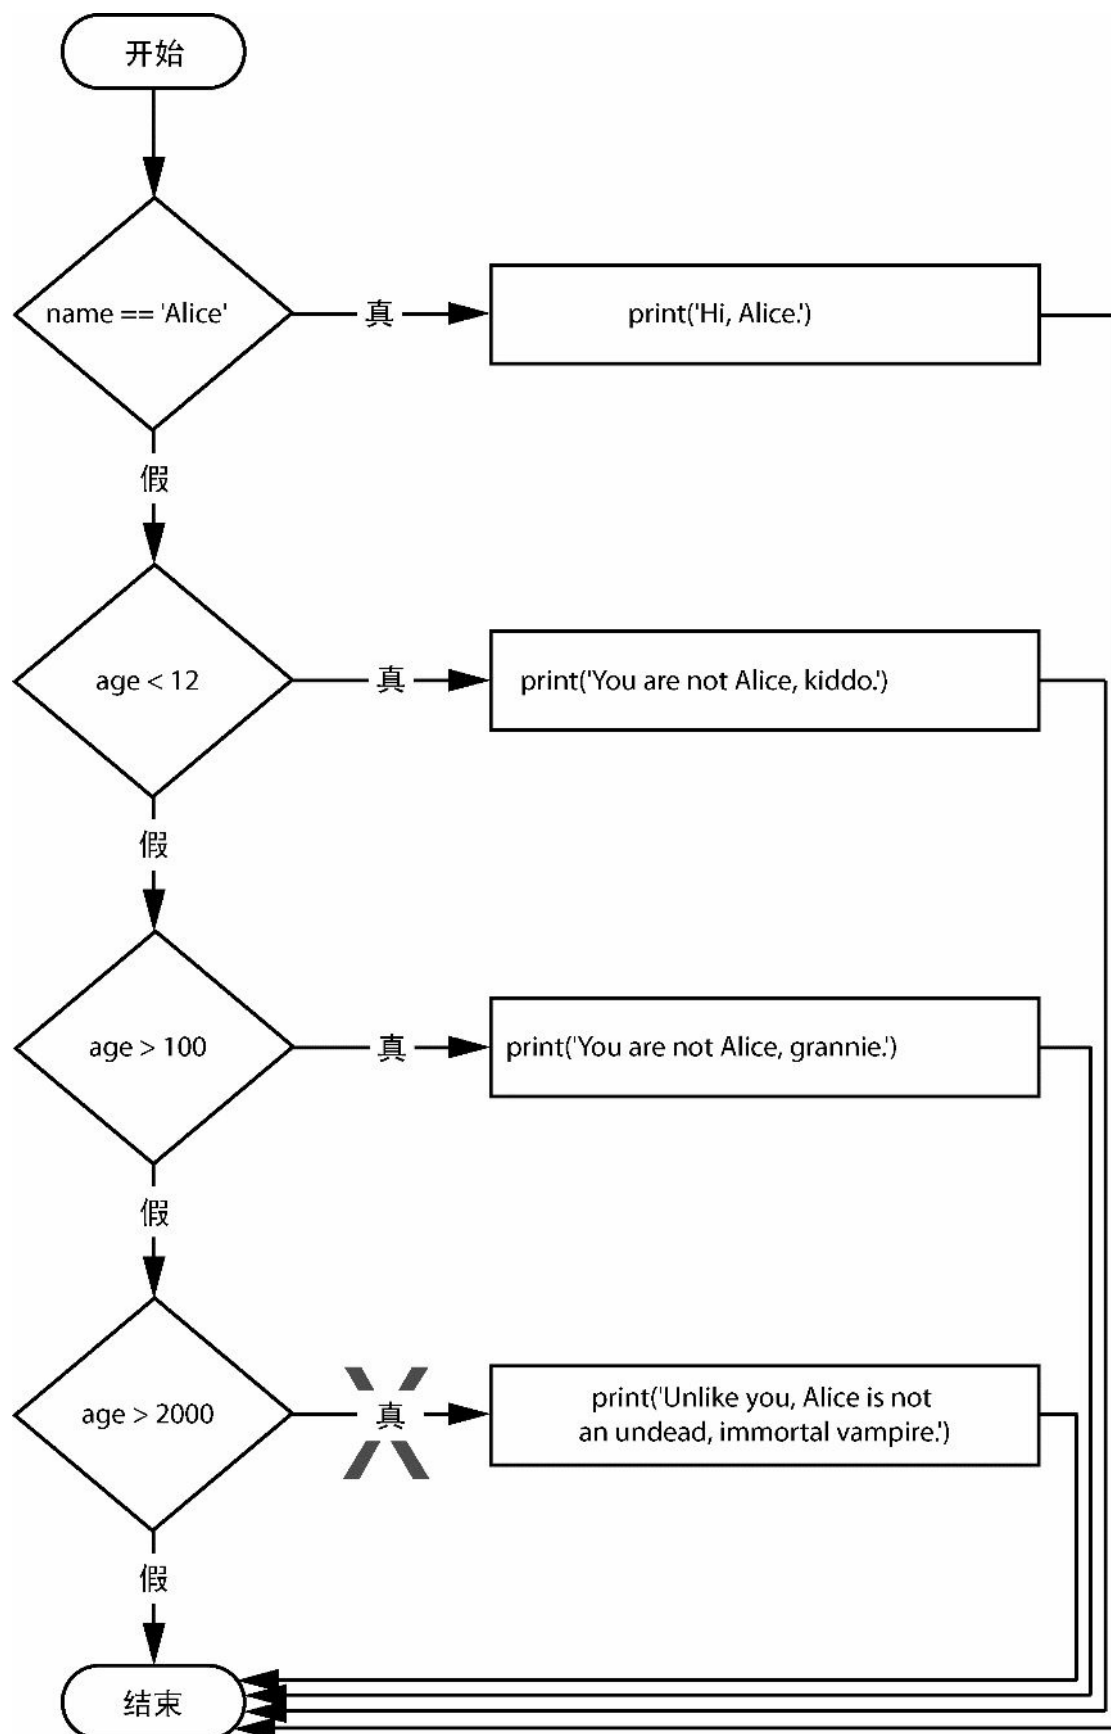 开始
name == 'Alice'
真
print('Hi, Alice.')
假
age < 12
真
print('You are not Alice, kiddo.')
假
age > 100
真
print('You are not Alice, grannie.')
假
age > 2000
真
print('Unlike you, Alice is not
an undead, immortal vampire.')
假
结束